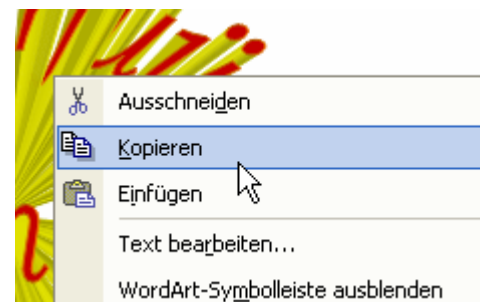 Ausschneiden
Kopieren
Einfügen
Text bearbeiten...
WordArt-Symbolleiste ausblenden